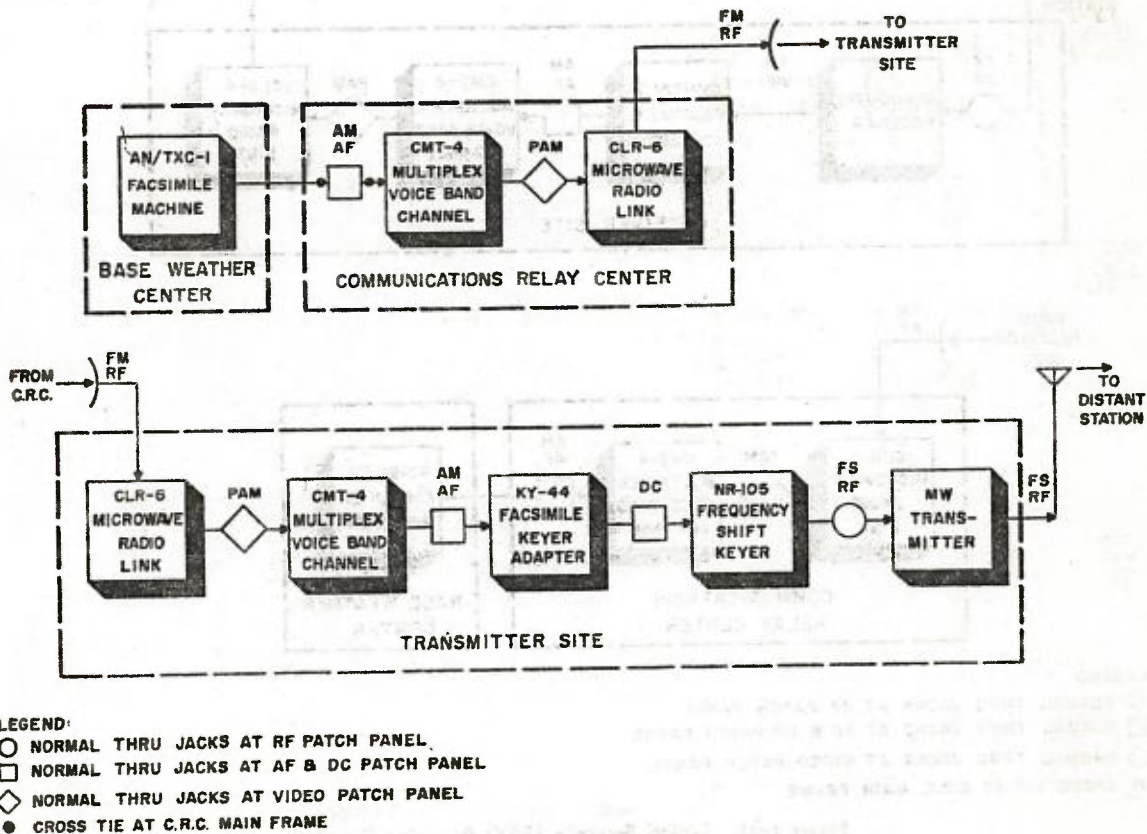 FM
RF
TO
TRANSMITTER
SITE
AN/TXC-1
FACSIMILE
MACHINE
BASE WEATHER
CENTER
AM
AF
CMT-4
MULTIPLEX
VOICE BAND
CHANNEL
PAM
CLR-6
MICROWAVE
RADIO
LINK
COMMUNICATIONS RELAY CENTER
FROM
C.R.C.
FM
RF
CLR-6
MICROWAVE
RADIO
LINK
PAM
CMT-4
MULTIPLEX
VOICE BAND
CHANNEL
AM
AF
KY-44
FACSIMILE
KEYER
ADAPTER
DC
NR-105
FREQUENCY
SHIFT
KEYER
FS
RF
MW
TRANS-
MITTER
FS
RF
TO
DISTANT
STATION
TRANSMITTER SITE
LEGEND:
NORMAL THRU JACKS AT RF PATCH PANEL
NORMAL THRU JACKS AT AF & DC PATCH PANEL
NORMAL THRU JACKS AT VIDEO PATCH PANEL
CROSS TIE AT C.R.C. MAIN FRAME